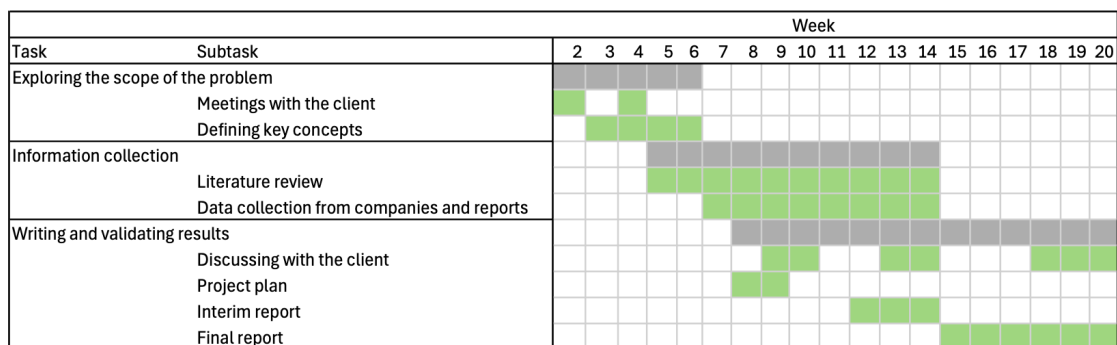 Week
Task Subtask 2 3 4 5 6 7 8 9 10 11 12 13 14 15 16 17 18 19 20
Exploring the scope of the problem
Meetings with the client
Defining key concepts
Information collection
Literature review
Data collection from companies and reports
Writing and validating results
Discussing with the client
Project plan
Interim report
Final report